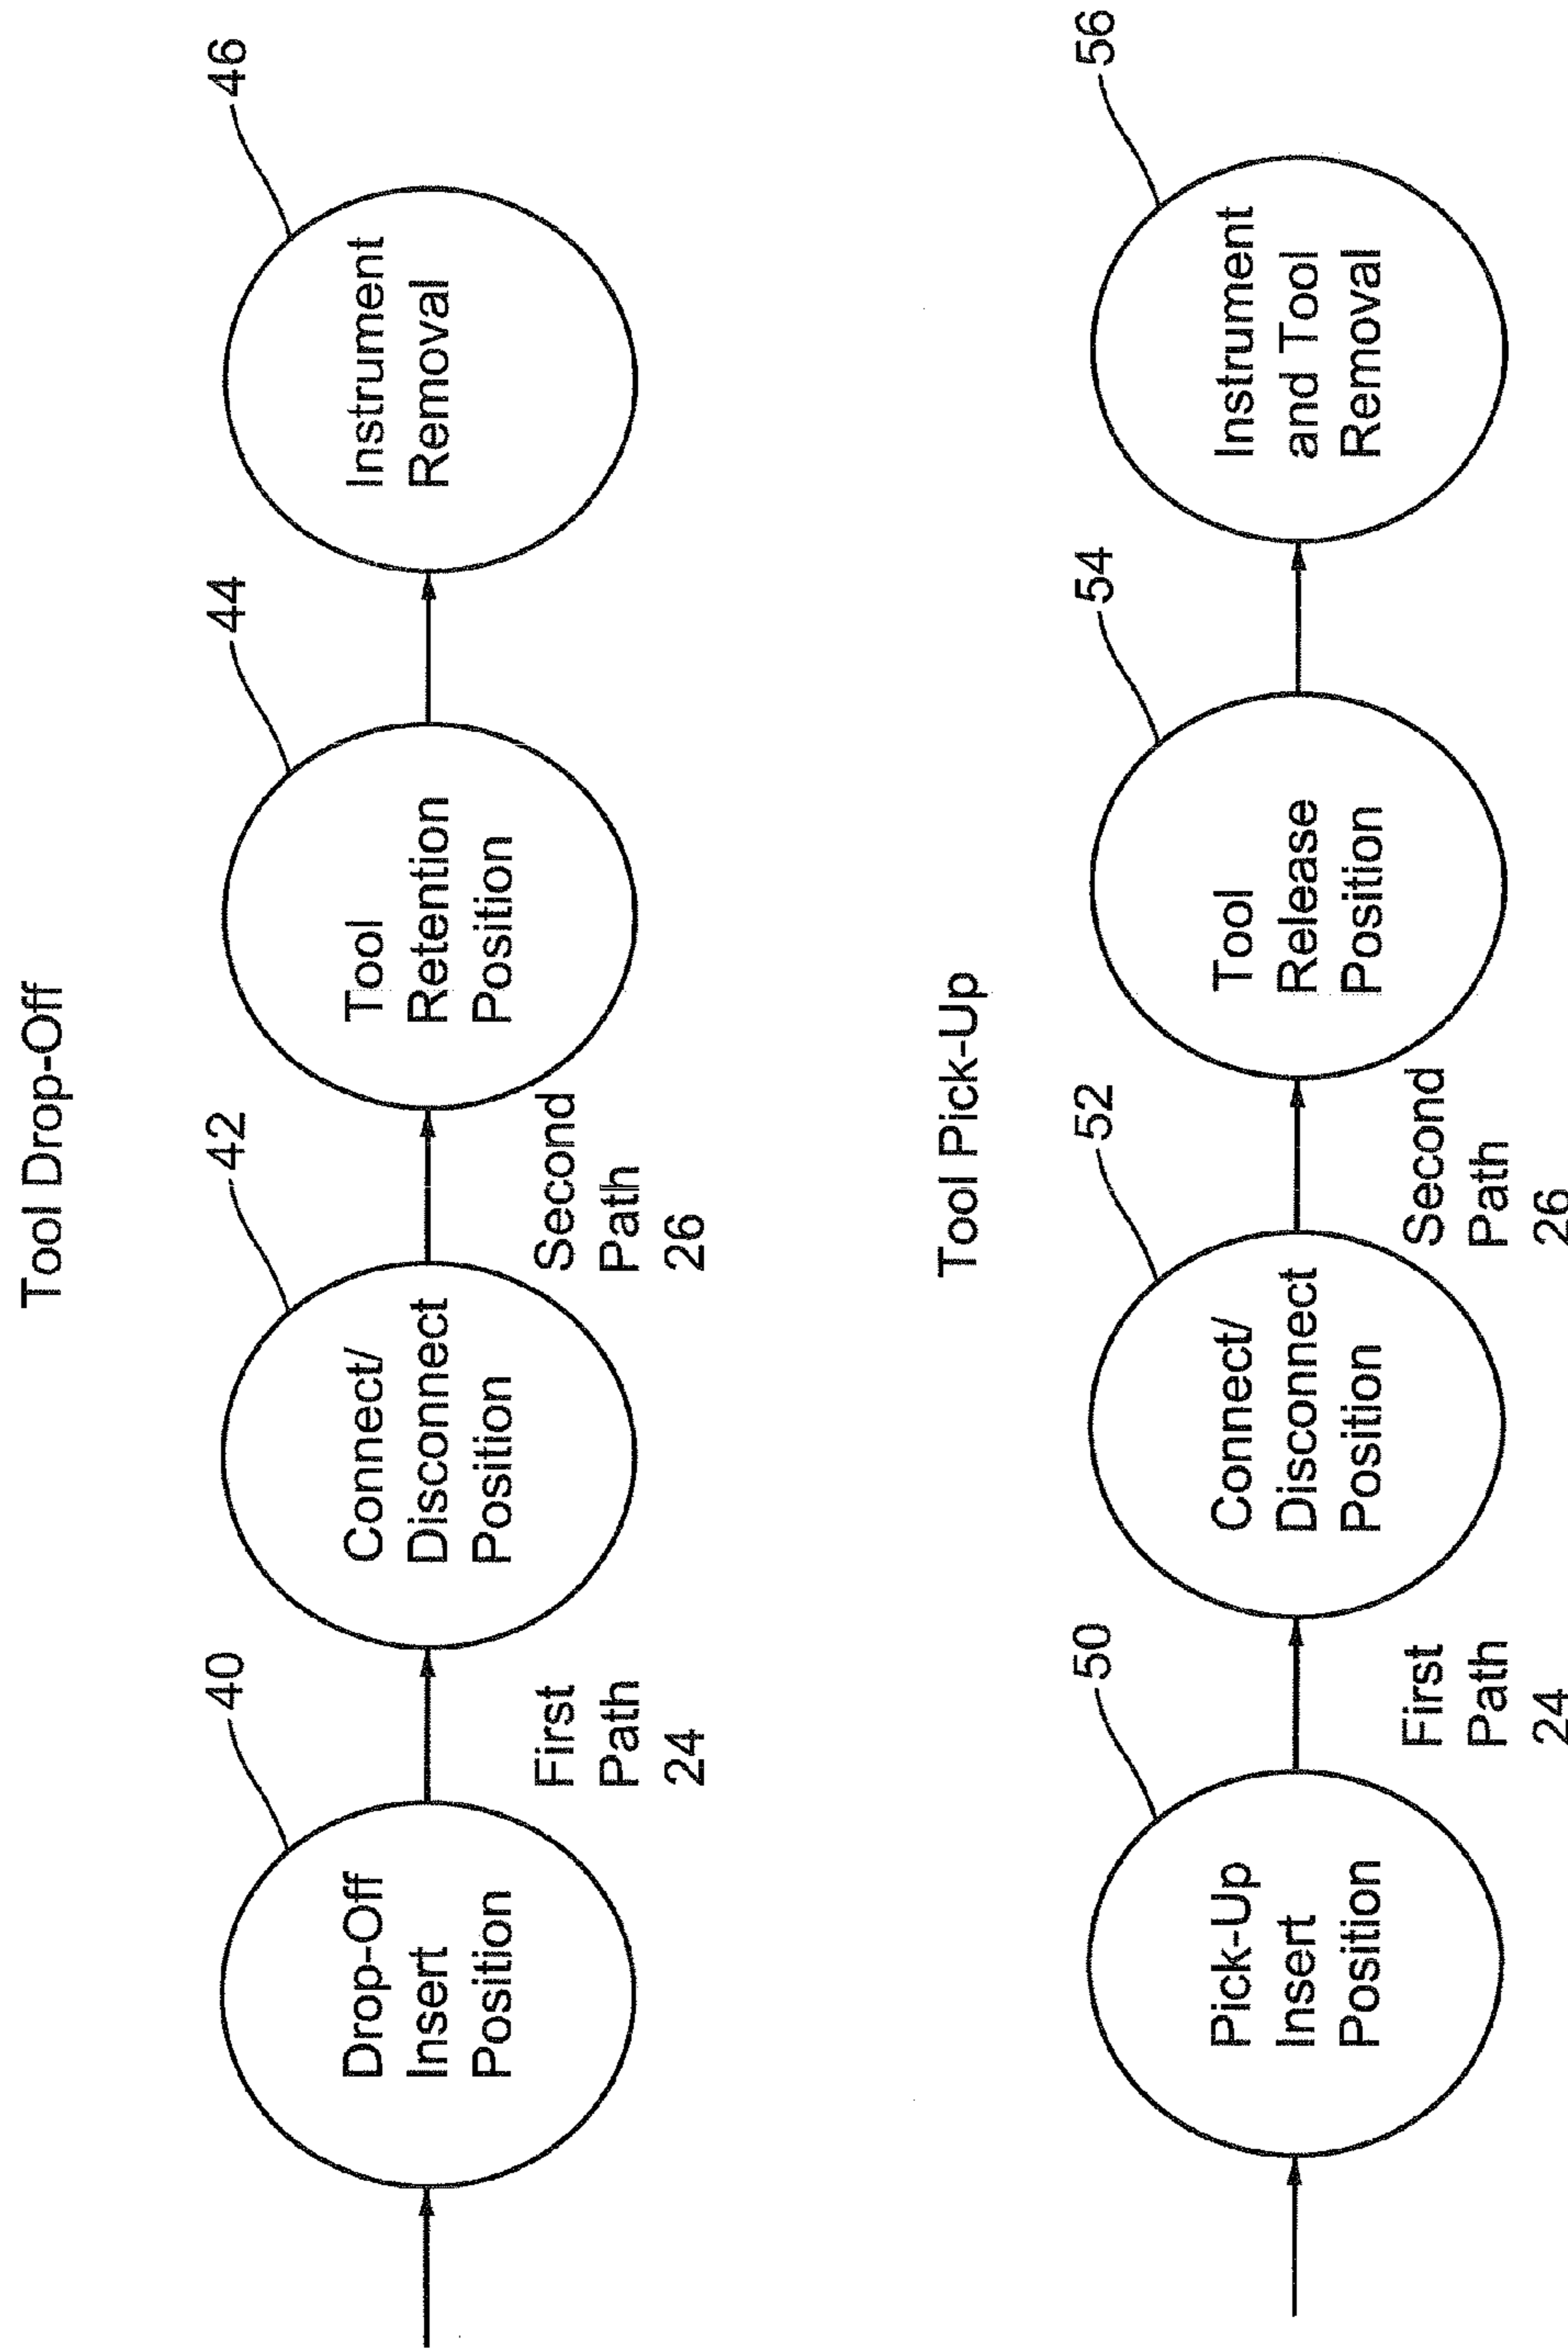 Tool Drop-Off
40
42
44
46
Drop-Off
Insert
Position
First
Path
24
Connect/
Disconnect
Position
Second
Path
26
Tool
Retention
Position
Instrument
Removal
Tool Pick-Up
50
52
54
56
Pick-Up
Insert
Position
First
Path
24
Connect/
Disconnect
Position
Second
Path
26
Tool
Release
Position
Instrument
and Tool
Removal